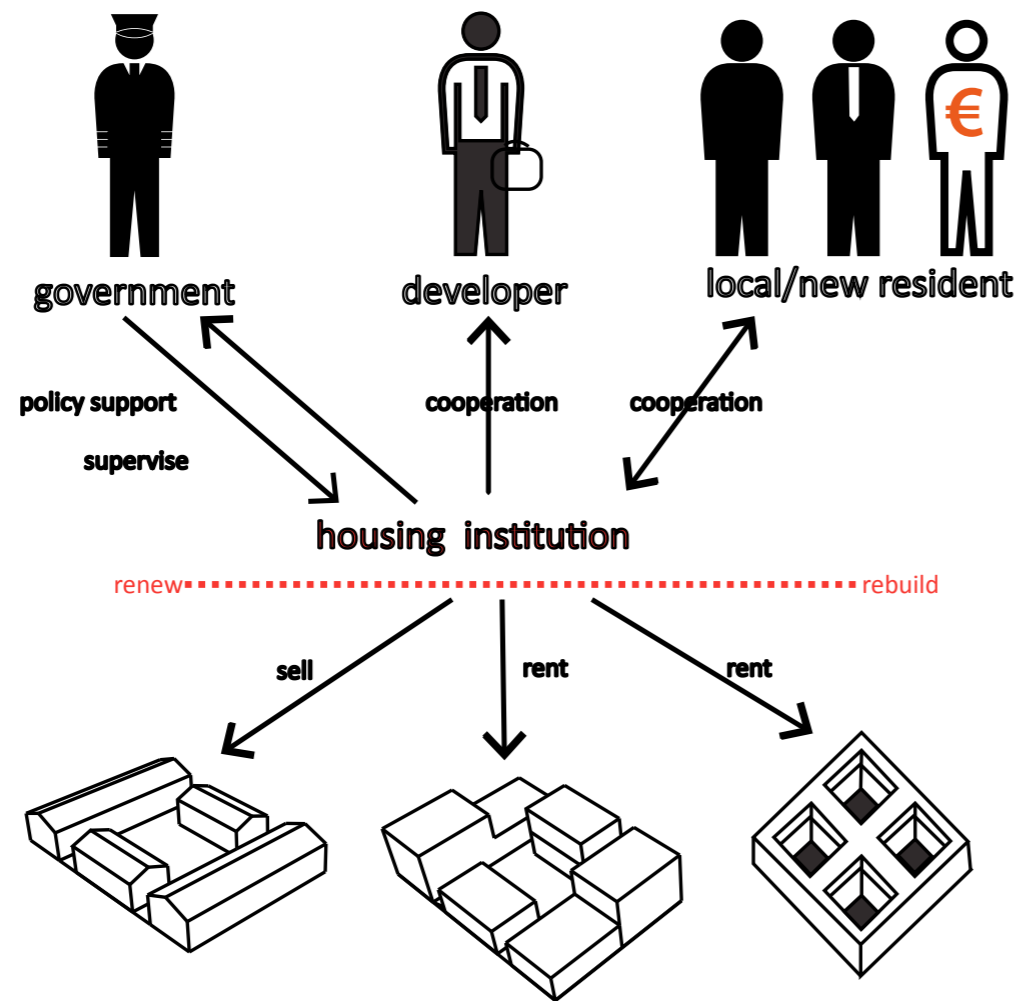 €
government
developer
local/new resident
policy support
cooperation
cooperation
supervise
housing institution
renew
rebuild
sell
rent
rent